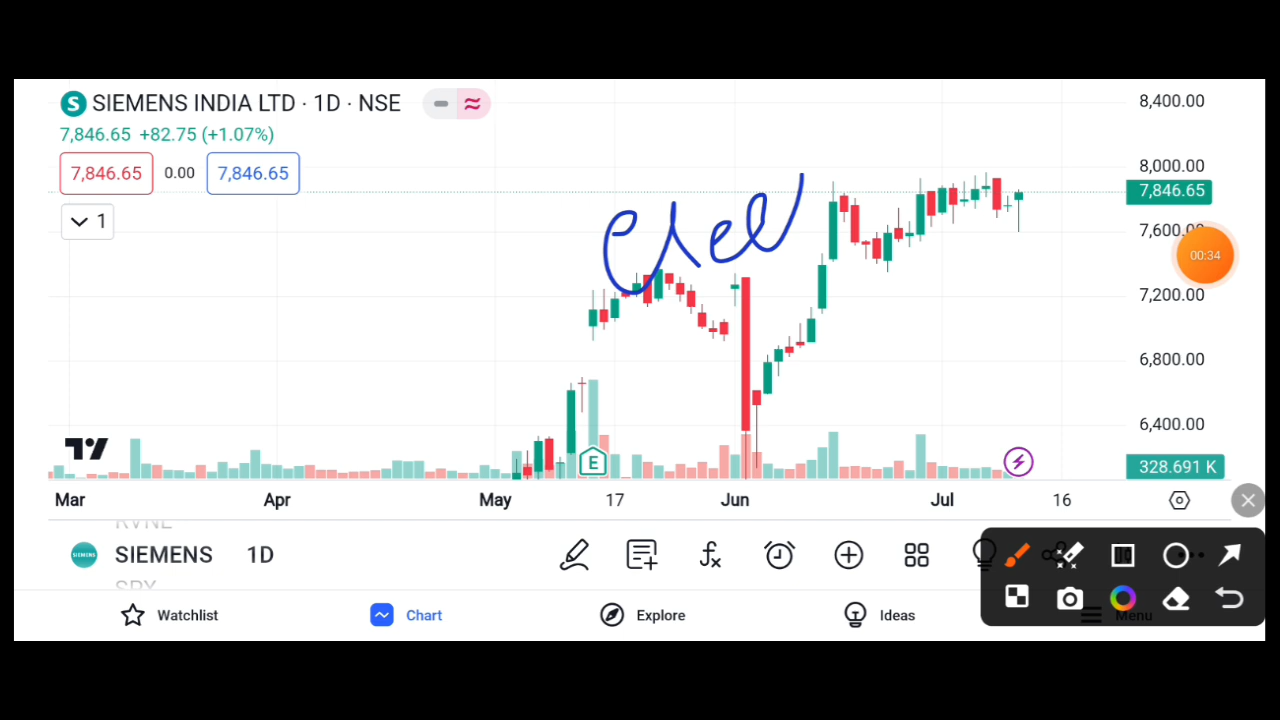 S SIEMENS INDIA LTD · 1D · NSE
7,846.65 +82.75 (+1.07%)
7,846.65 0.00 7,846.65
1
8,400.00
8,000.00
7,846.65
7,600.00
00:34
7,200.00
6,800.00
6,400.00
E
328.691 K
Mar Apr May 17 Jun Jul 16
RVNL
SIEMENS SIEMENS 1D
Watchlist Chart Explore Ideas Menu